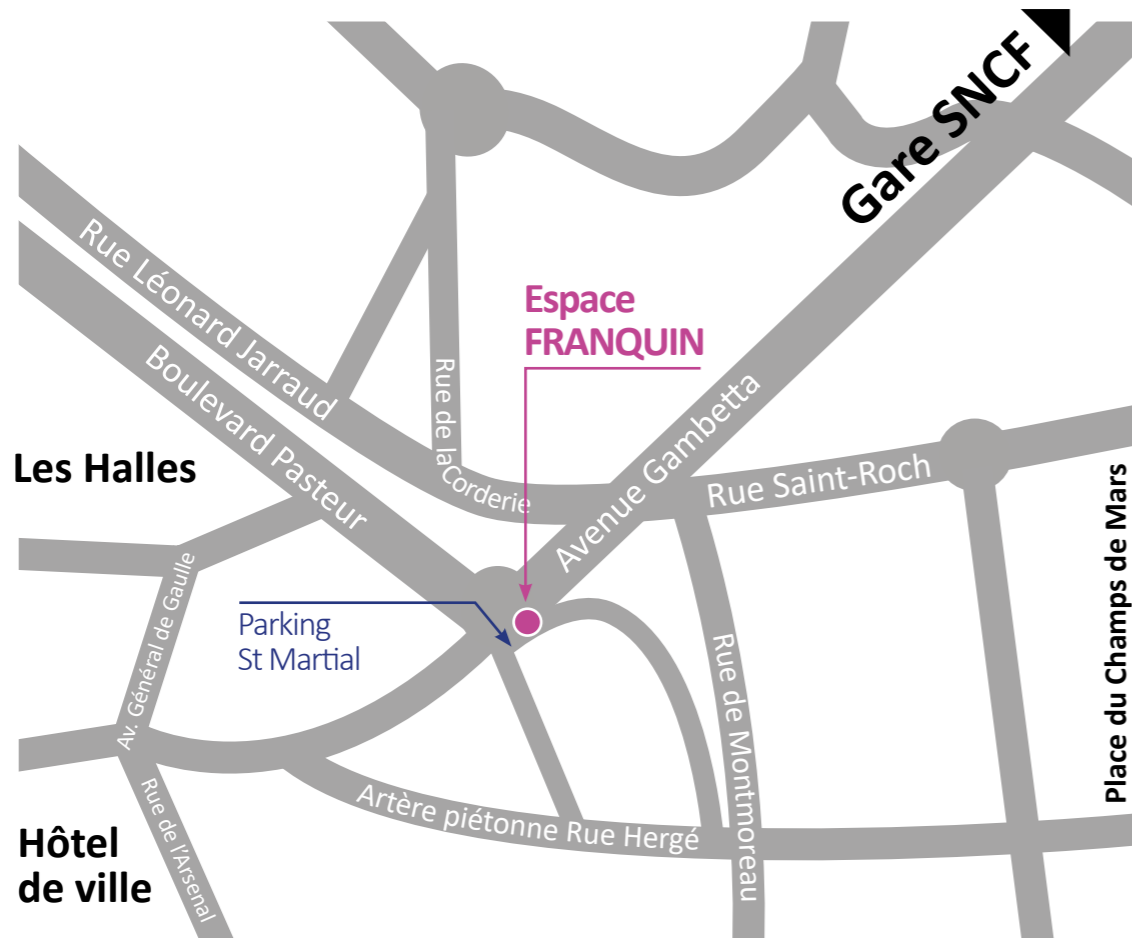 Gare SNCF
Rue Léonard Jarraud
Espace
FRANQUIN
Boulevard Pasteur
Rue de la Corderie
Avenue Gambetta
Rue Saint-Roch
Les Halles
Place du Champs de Mars
Av. Général de Gaulle
Parking
St Martial
Rue de Montmoreau
Artère piétonne Rue Hergé
Rue de l'Arsenal
Hôtel
de ville